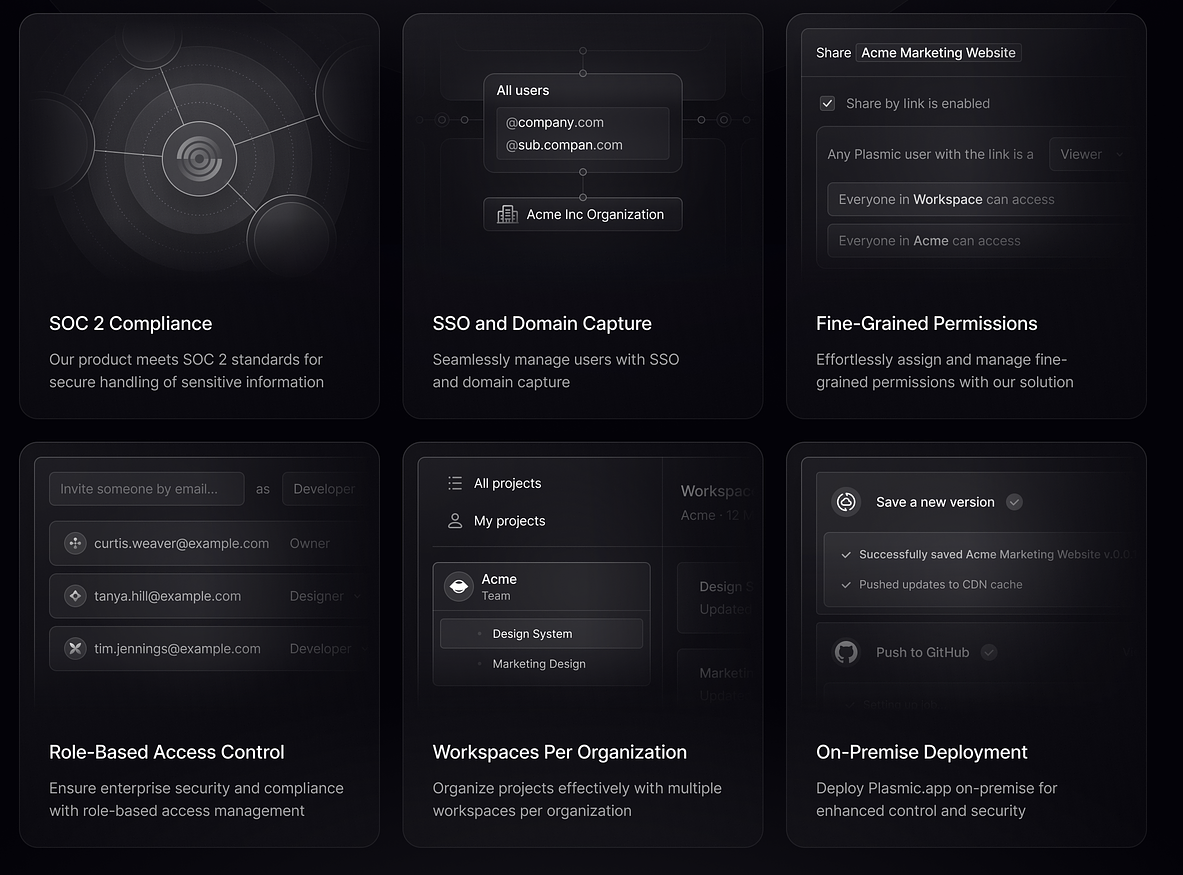 All users
@company.com
@sub.compan.com
Acme Inc Organization
Share Acme Marketing Website
Share by link is enabled
Any Plasmic user with the link is a Viewer
Everyone in Workspace can access
Everyone in Acme can access
SOC 2 Compliance
Our product meets SOC 2 standards for
secure handling of sensitive information
SSO and Domain Capture
Seamlessly manage users with SSO
and domain capture
Fine-Grained Permissions
Effortlessly assign and manage fine-
grained permissions with our solution
Invite someone by email... as Developer
curtis.weaver@example.com Owner
tanya.hill@example.com Designer
tim.jennings@example.com Developer
All projects
My projects
Acme
Team
Design System
Marketing Design
Workspac
Acme · 12 M
Design S
Updated
Marketin
Updat
Save a new version
Successfully saved Acme Marketing Website v.0.0.
Pushed updates to CDN cache
Push to GitHub
Setting up job
Role-Based Access Control
Ensure enterprise security and compliance
with role-based access management
Workspaces Per Organization
Organize projects effectively with multiple
workspaces per organization
On-Premise Deployment
Deploy Plasmic.app on-premise for
enhanced control and security